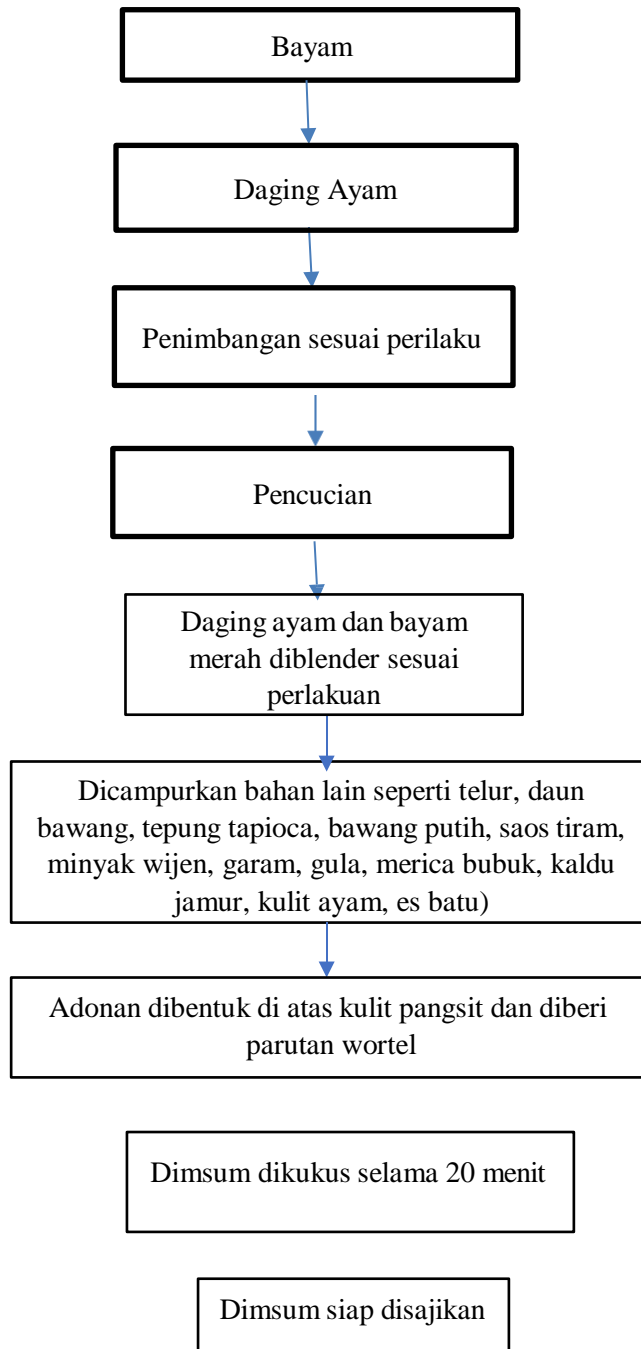 Bayam
Daging Ayam
Penimbangan sesuai perilaku
Pencucian
Daging ayam dan bayam
merah diblender sesuai
perlakuan
Dicampurkan bahan lain seperti telur, daun
bawang, tepung tapioca, bawang putih, saos tiram,
minyak wijen, garam, gula, merica bubuk, kaldu
jamur, kulit ayam, es batu)
Adonan dibentuk di atas kulit pangsit dan diberi
parutan wortel
Dimsum dikukus selama 20 menit
Dimsum siap disajikan